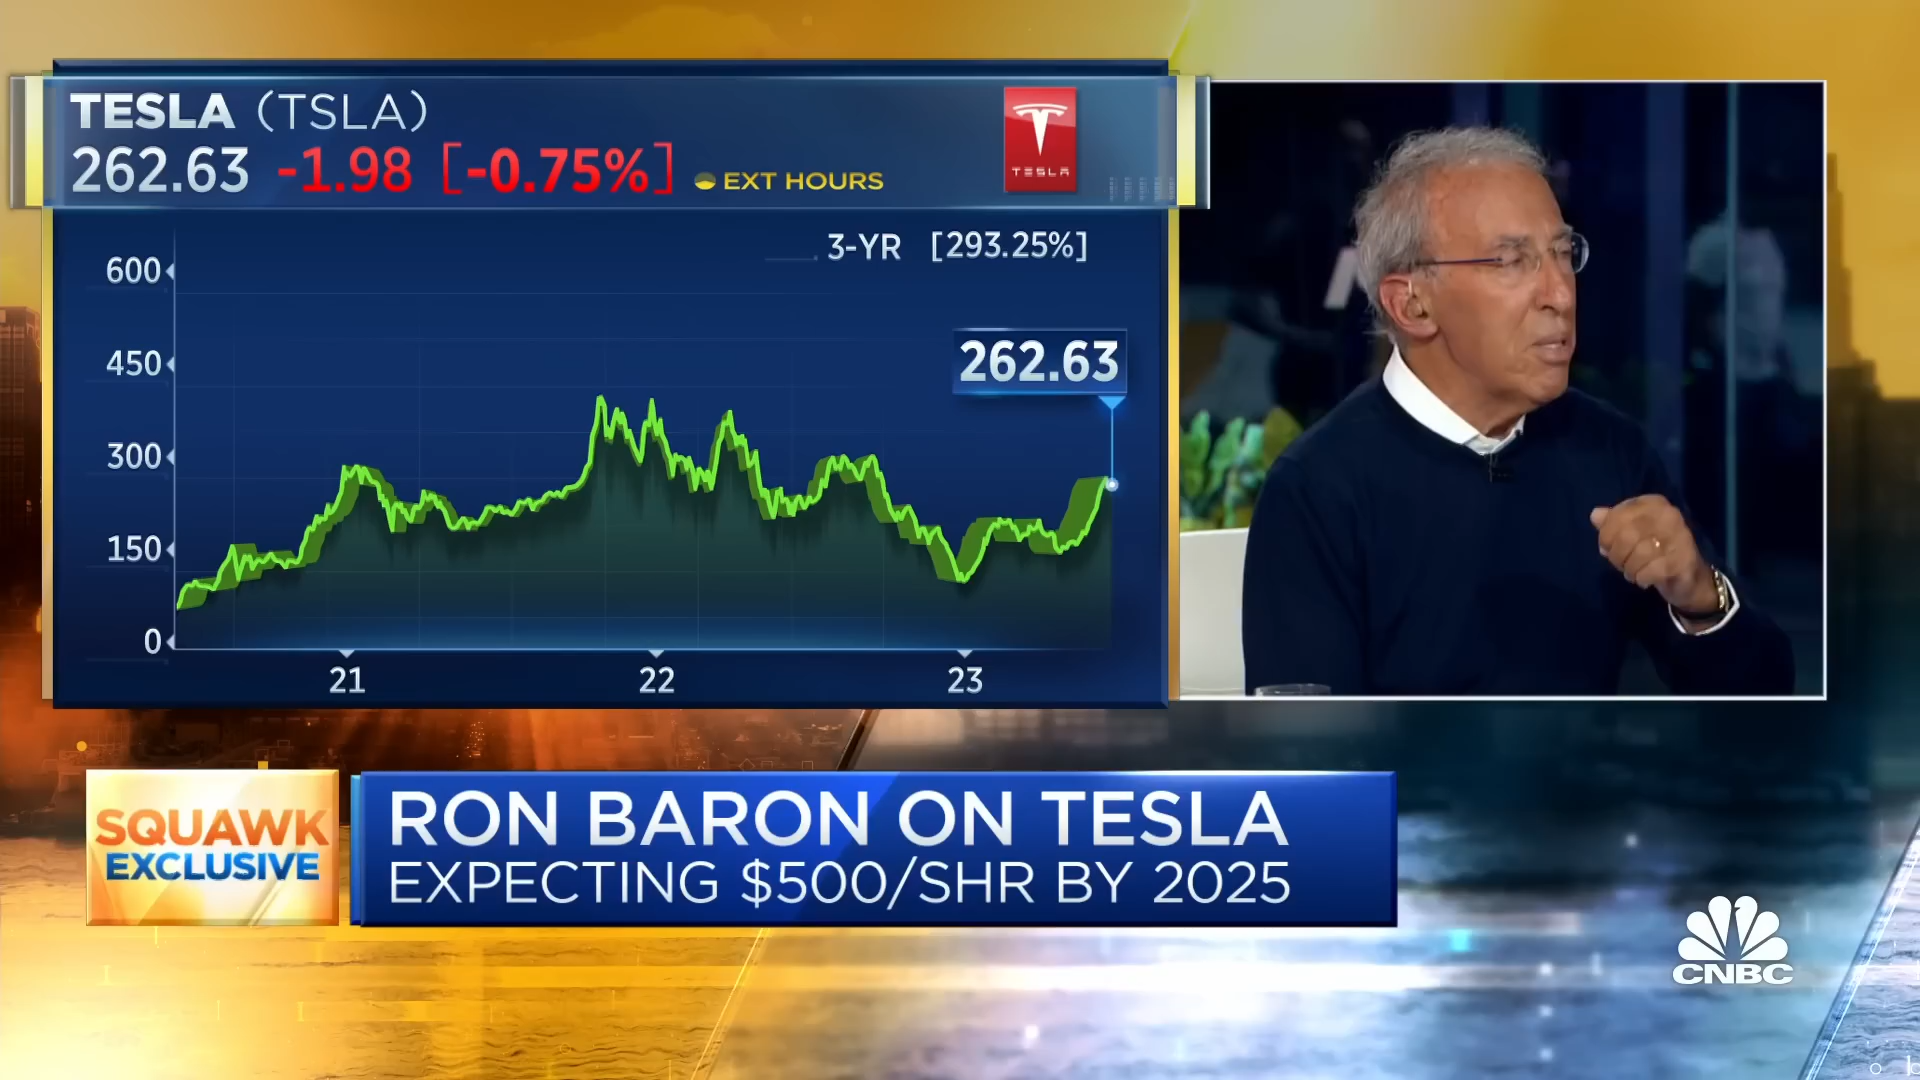 TESLA (TSLA)
262.63 -1.98 [-0.75%] EXT HOURS
TESLA
3-YR [293.25%]
600
450
300
150
0
262.63
21 22 23
SQUAWK
EXCLUSIVE
RON BARON ON TESLA
EXPECTING $500/SHR BY 2025
CNBC